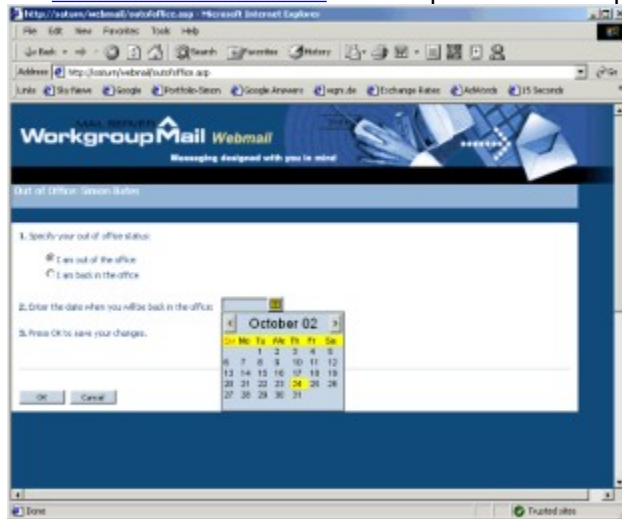 http://saturn/webmail/outofoffice.asp - Microsoft Internet Explorer
File Edit View Favorites Tools Help
Back Search Favorites History
Address http://saturn/webmail/outofoffice.asp Go
Links Sky News Google Portfolio-Simon Google Answers Exchange Rates AdWords 15 Seconds
MAIL SERVER
WorkgroupMail Webmail
Messaging designed with you in mind
Out of Office: Simon Bates
1. Specify your out of office status:
I am out of the office
I am back in the office
2. Enter the date when you will be back in the office:
3. Press OK to save your changes.
October 02
Su Mo Tu We Th Fr Sa
1 2 3 4 5
6 7 8 9 10 11 12
13 14 15 16 17 18 19
20 21 22 23 24 25 26
27 28 29 30 31
OK Cancel
Done Trusted sites